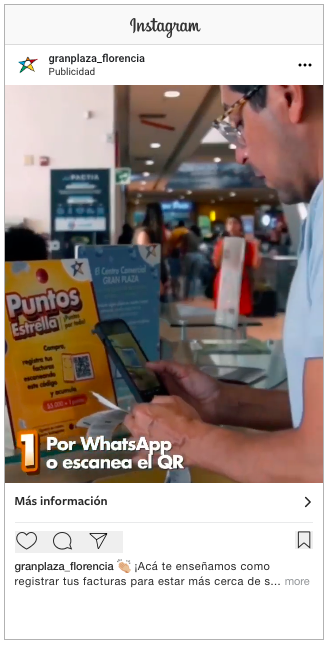 Instagram
granplaza_florencia
Publicidad
PACTIA
El Centro Comercial
GRAN PLAZA
Puntos
Estrella
Compra,
registra tus
facturas
escaneando
este código
y acumula
1 Por WhatsApp
o escanea el QR
Más información
granplaza_florencia 👏🏼 ¡Acá te enseñamos como
registrar tus facturas para estar más cerca de s... more